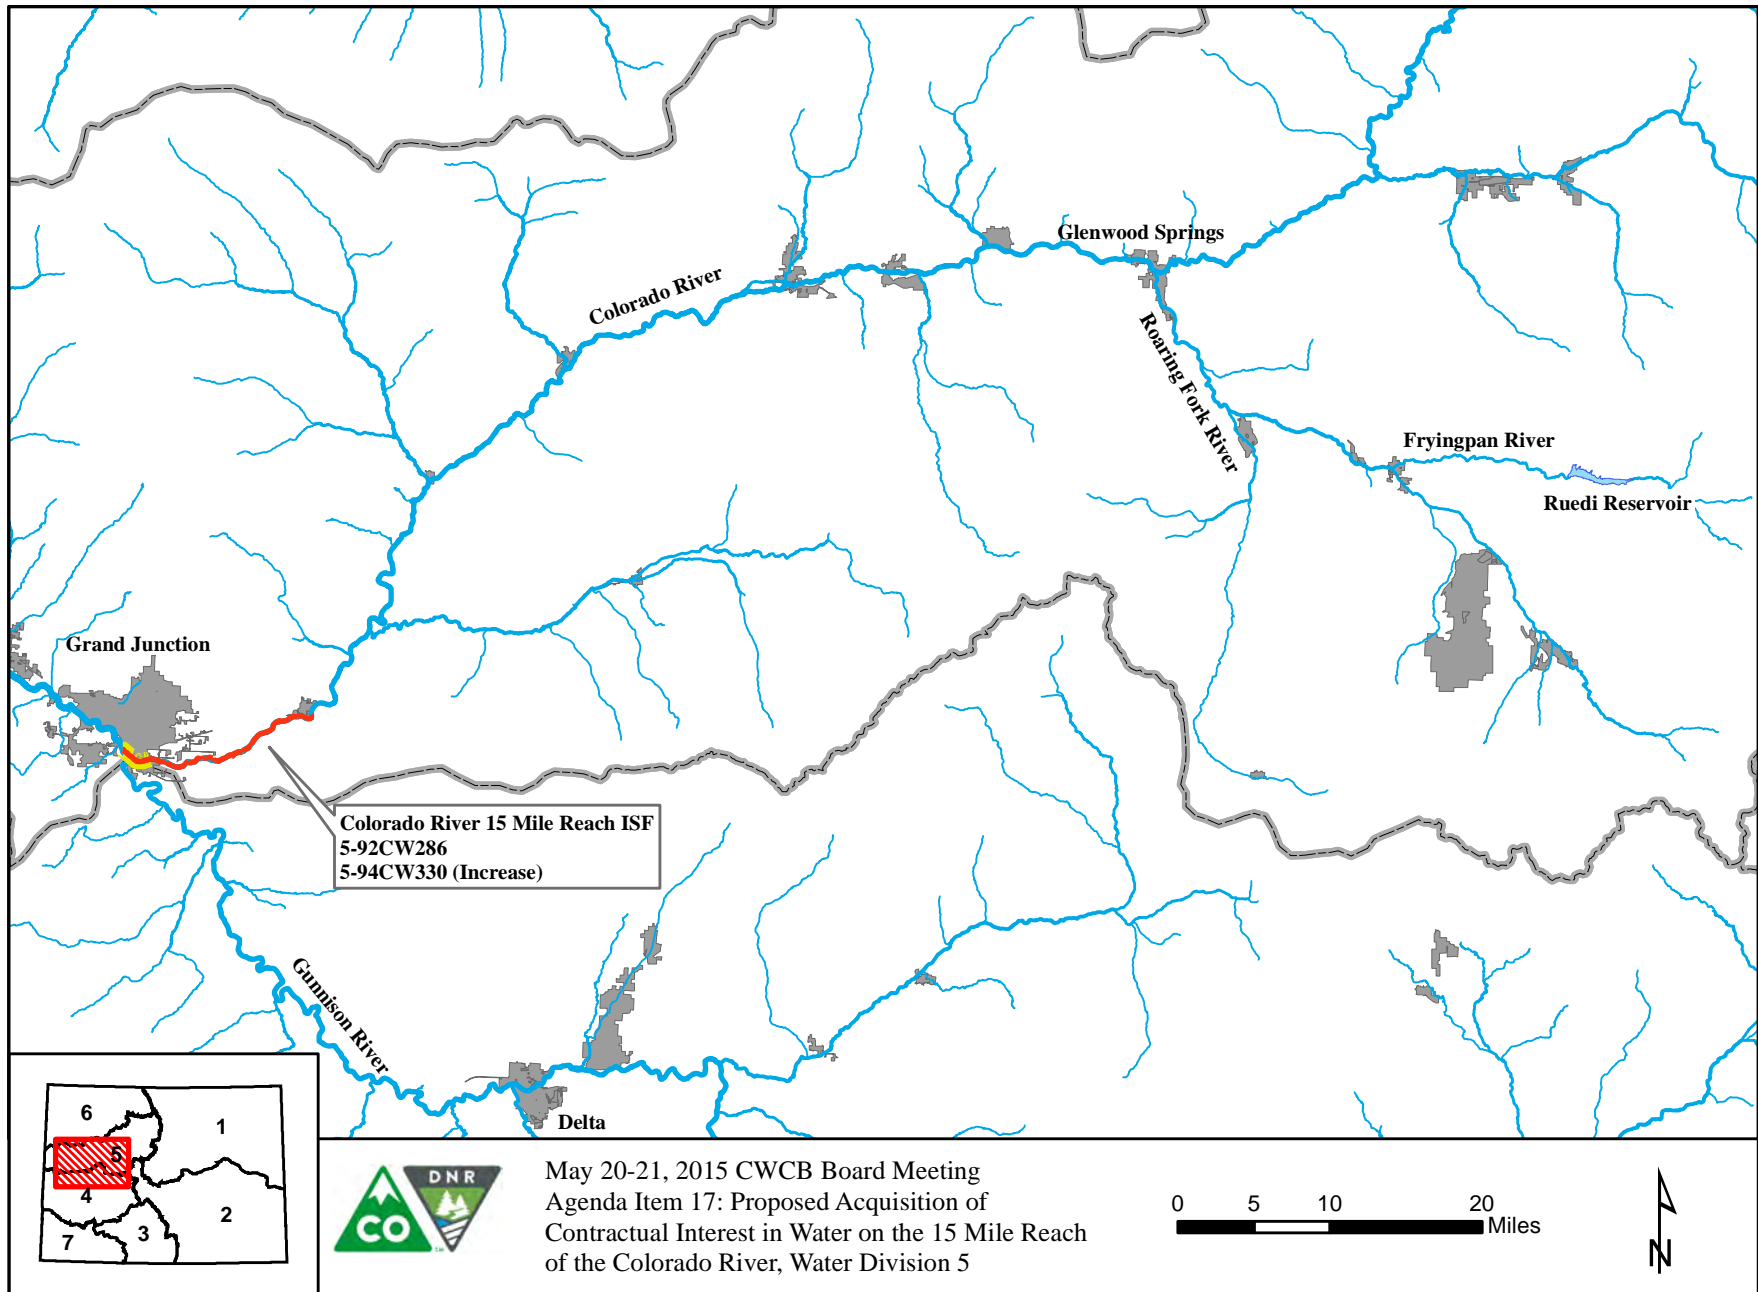 Glenwood Springs
Colorado River
Roaring Fork River
Fryingpan River
Ruedi Reservoir
Grand Junction
Colorado River 15 Mile Reach ISF
5-92CW286
5-94CW330 (Increase)
Gunnison River
Delta
6
1
5
4
2
3
7
CO
DNR
May 20-21, 2015 CWCB Board Meeting
Agenda Item 17: Proposed Acquisition of
Contractual Interest in Water on the 15 Mile Reach
of the Colorado River, Water Division 5
0 5 10 20
Miles
N